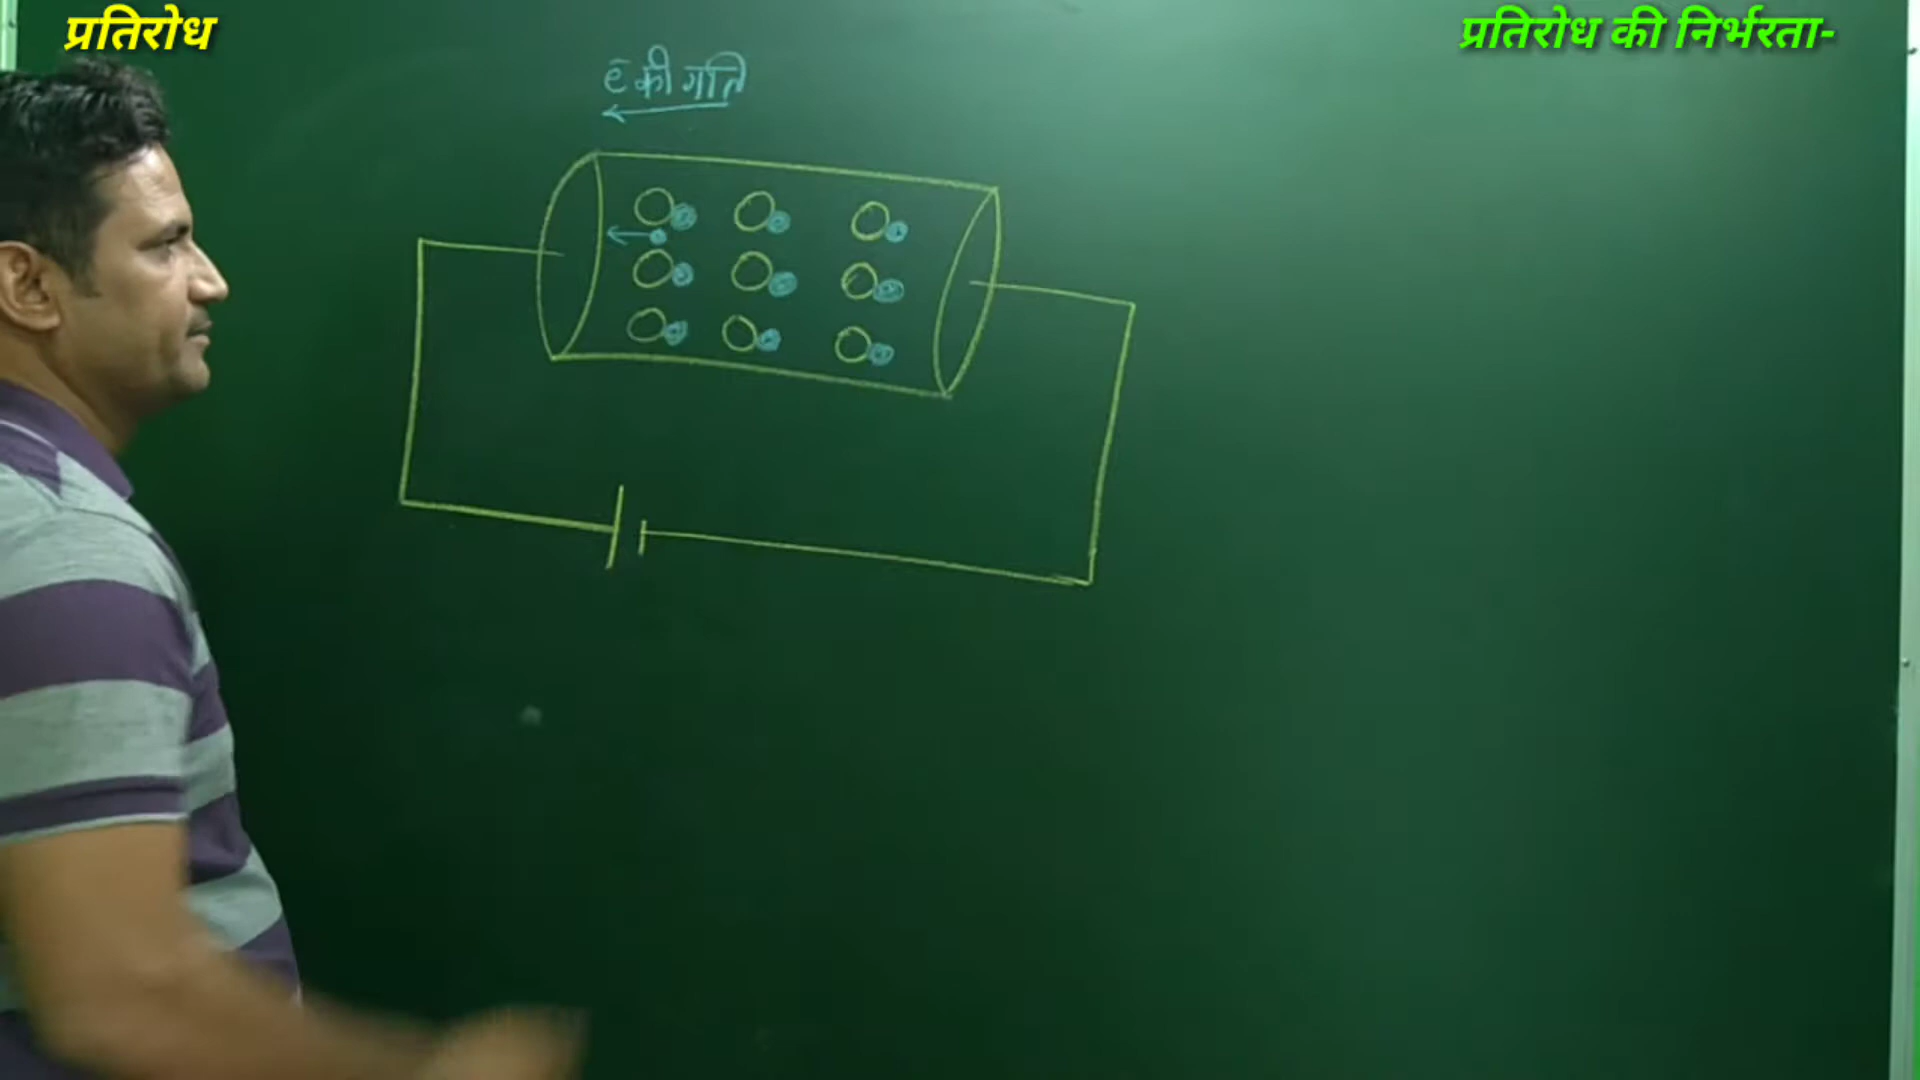 प्रतिरोध
प्रतिरोध की निर्भरता-
e̅ की गति